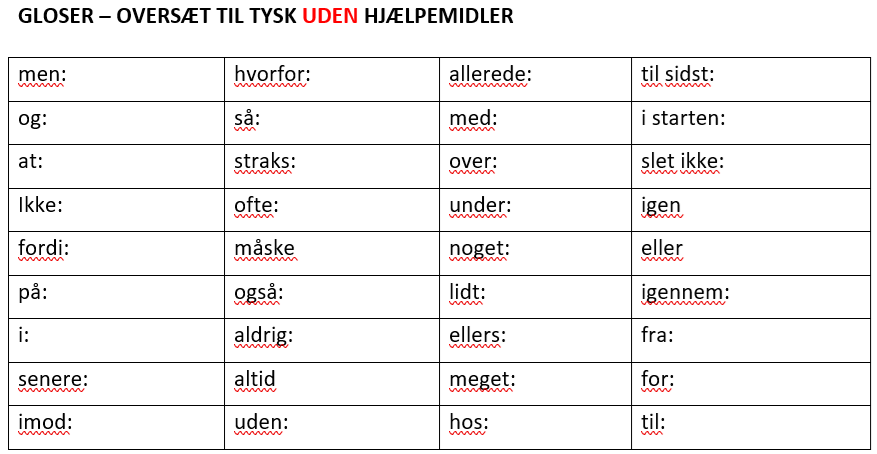 GLOSER – OVERSÆT TIL TYSK UDEN HJÆLPEMIDLER
men: hvorfor: allerede: til sidst:
og: så: med: i starten:
at: straks: over: slet ikke:
Ikke: ofte: under: igen
fordi: måske noget: eller
på: også: lidt: igennem:
i: aldrig: ellers: fra:
senere: altid meget: for:
imod: uden: hos: til: